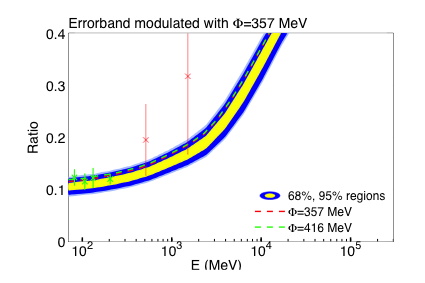 Errorband modulated with Φ=357 MeV
0.4
0.3
0.2
0.1
0
Ratio
68%, 95% regions
Φ=357 MeV
Φ=416 MeV
10² 10³ 10⁴ 10⁵
E (MeV)